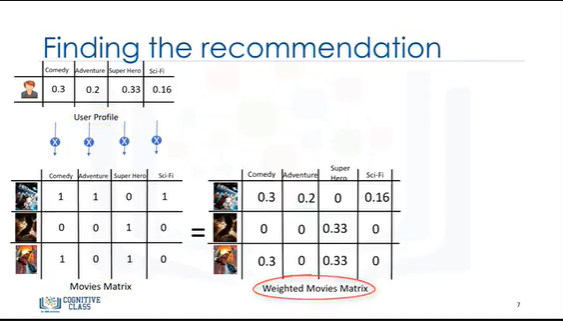 Finding the recommendation
Comedy Adventure Super Hero Sci-Fi
0.3 0.2 0.33 0.16
User Profile
X X X X
Comedy Adventure Super Hero Sci-Fi
1 1 0 1
0 0 1 0
1 0 1 0
Movies Matrix
=
Comedy Adventure Super Hero Sci-Fi
0.3 0.2 0 0.16
0 0 0.33 0
0.3 0 0.33 0
Weighted Movies Matrix
COGNITIVE
CLASS
7